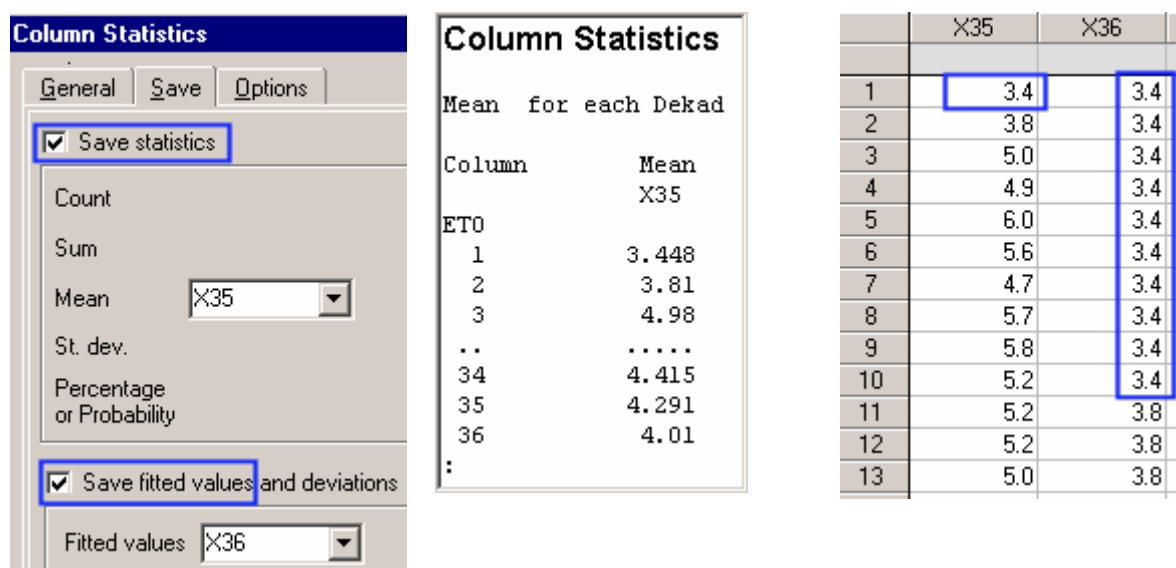 Column Statistics
General Save Options
Save statistics
Count
Sum
Mean X35
St. dev.
Percentage
or Probability
Save fitted values and deviations
Fitted values X36
Column Statistics
Mean for each Dekad
Column Mean
X35
ET0
1 3.448
2 3.81
3 4.98
.. .....
34 4.415
35 4.291
36 4.01
:
X35 X36
1 3.4 3.4
2 3.8 3.4
3 5.0 3.4
4 4.9 3.4
5 6.0 3.4
6 5.6 3.4
7 4.7 3.4
8 5.7 3.4
9 5.8 3.4
10 5.2 3.4
11 5.2 3.8
12 5.2 3.8
13 5.0 3.8